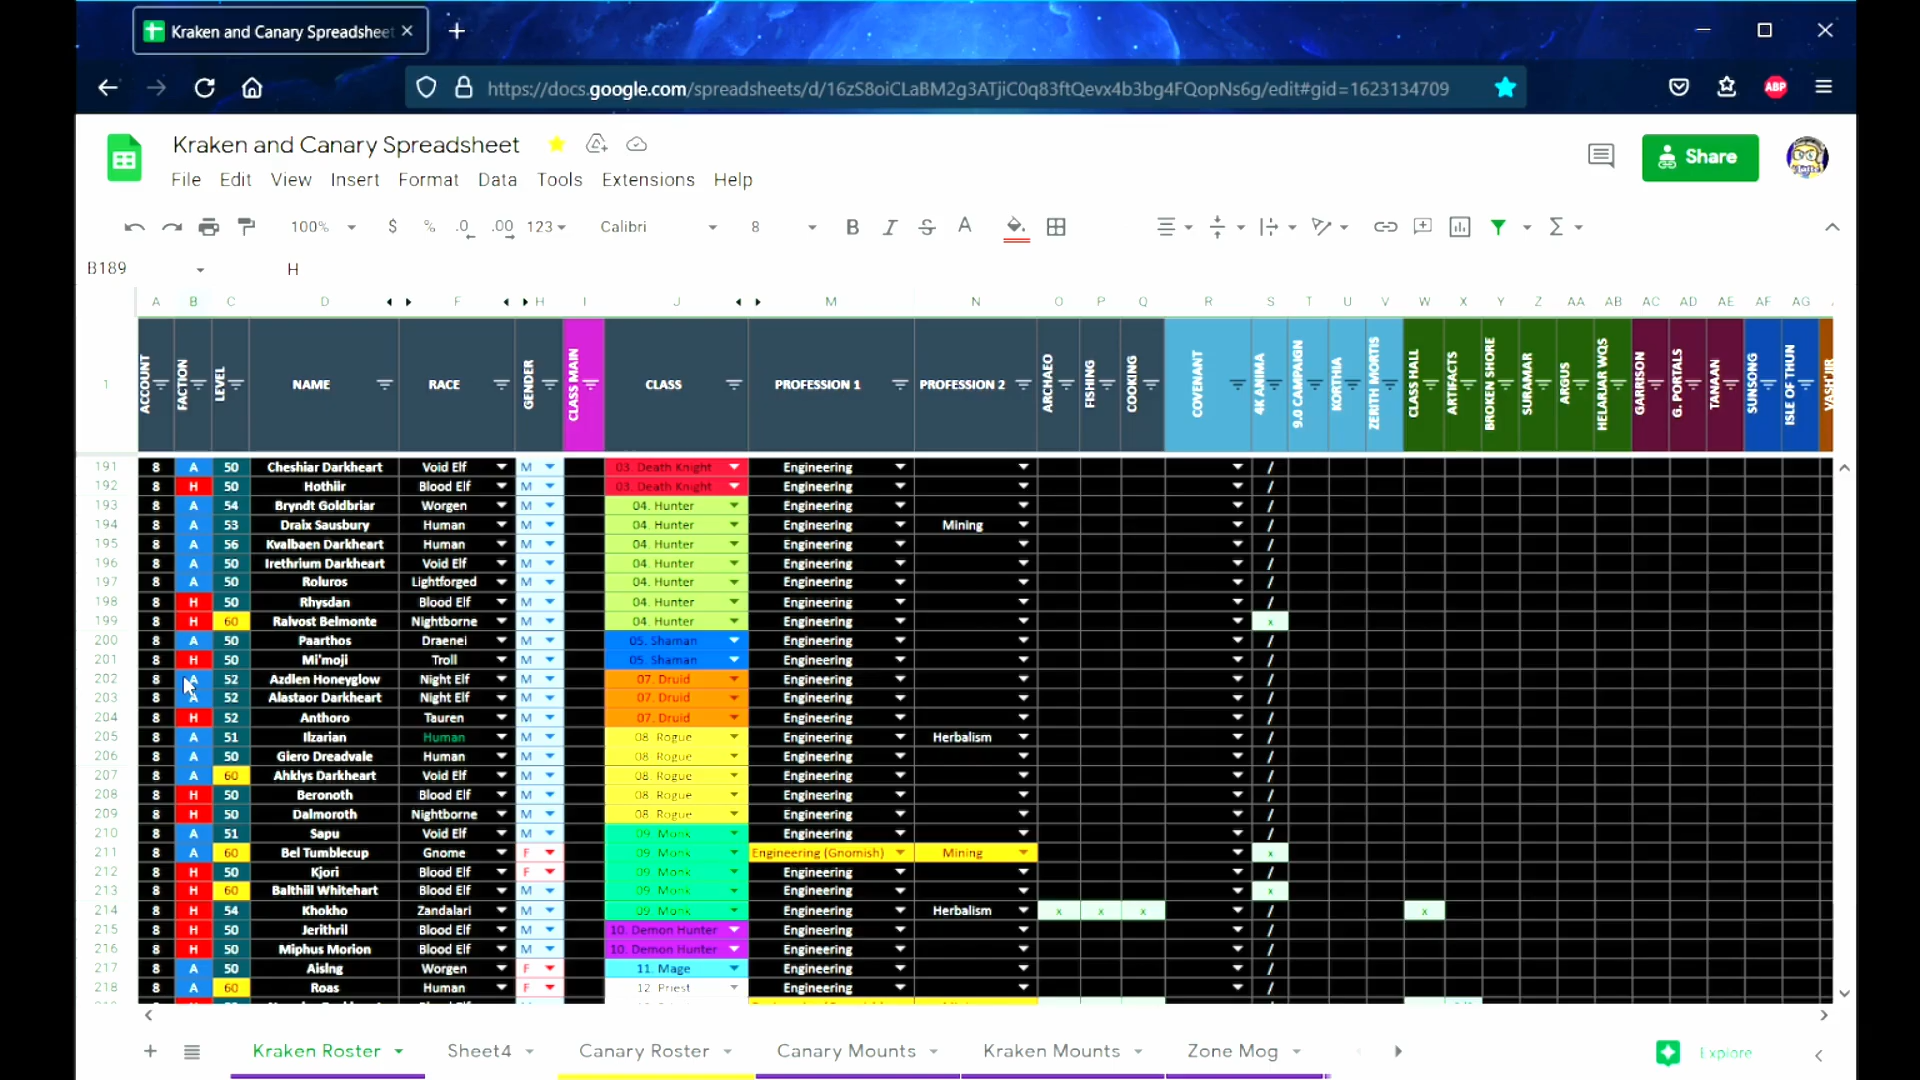 Kraken and Canary Spreadsheet
https://docs.google.com/spreadsheets/d/16zS8oiCLaBM2g3ATjiC0q83ftQevx4b3bg4FQopNs6g/edit#gid=1623134709
ABP
Kraken and Canary Spreadsheet
Share
File Edit View Insert Format Data Tools Extensions Help
100% $ % .0 .00 123 Calibri 8 B I S A
B189 H
A B C D F H I J M N O P Q R S T U V W X Y Z AA AB AC AD AE AF AG
1 ACCOUNT FACTION LEVEL NAME RACE GENDER CLASS MAIN CLASS PROFESSION 1 PROFESSION 2 ARCHAEO FISHING COOKING COVENANT 4K ANIMA 9.0 CAMPAIGN KORTHIA ZERITH MORTIS CLASS HALL ARTIFACTS BROKEN SHORE SURAMAR ARGUS HELARJAR WQS GARRISON G. PORTALS TANAAN SUNSONG ISLE OF THUN VASH'JIR
191 8 A 50 Cheshiar Darkheart Void Elf M 03. Death Knight Engineering /
192 8 H 50 Hothiir Blood Elf M 03. Death Knight Engineering /
193 8 A 54 Bryndt Goldbriar Worgen M 04. Hunter Engineering /
194 8 A 53 Draix Sausbury Human M 04. Hunter Engineering Mining /
195 8 A 56 Kvalbaen Darkheart Human M 04. Hunter Engineering /
196 8 A 50 Irethrium Darkheart Void Elf M 04. Hunter Engineering /
197 8 A 50 Roluros Lightforged M 04. Hunter Engineering /
198 8 H 50 Rhysdan Blood Elf M 04. Hunter Engineering /
199 8 H 60 Ralvost Belmonte Nightborne M 04. Hunter Engineering x
200 8 A 50 Paarthos Draenei M 05. Shaman Engineering /
201 8 H 50 Mi'moji Troll M 05. Shaman Engineering /
202 8 A 52 Azdlen Honeyglow Night Elf M 07. Druid Engineering /
203 8 A 52 Alastaor Darkheart Night Elf M 07. Druid Engineering /
204 8 H 52 Anthoro Tauren M 07. Druid Engineering /
205 8 A 51 Ilzarian Human M 08. Rogue Engineering Herbalism /
206 8 A 50 Giero Dreadvale Human M 08. Rogue Engineering /
207 8 A 60 Ahklys Darkheart Void Elf M 08. Rogue Engineering /
208 8 H 50 Beronoth Blood Elf M 08. Rogue Engineering /
209 8 H 50 Dalmoroth Nightborne M 08. Rogue Engineering /
210 8 A 51 Sapu Void Elf M 09. Monk Engineering /
211 8 A 60 Bel Tumblecup Gnome F 09. Monk Engineering (Gnomish) Mining x
212 8 H 50 Kjori Blood Elf F 09. Monk Engineering /
213 8 H 60 Balthiil Whitehart Blood Elf M 09. Monk Engineering x
214 8 H 54 Khokho Zandalari M 09. Monk Engineering Herbalism x x x / x
215 8 H 50 Jerithril Blood Elf M 10. Demon Hunter Engineering /
216 8 H 50 Miphus Morion Blood Elf M 10. Demon Hunter Engineering /
217 8 A 50 Aislng Worgen F 11. Mage Engineering /
218 8 A 60 Roas Human F 12. Priest Engineering /
Kraken Roster Sheet4 Canary Roster Canary Mounts Kraken Mounts Zone Mog Explore